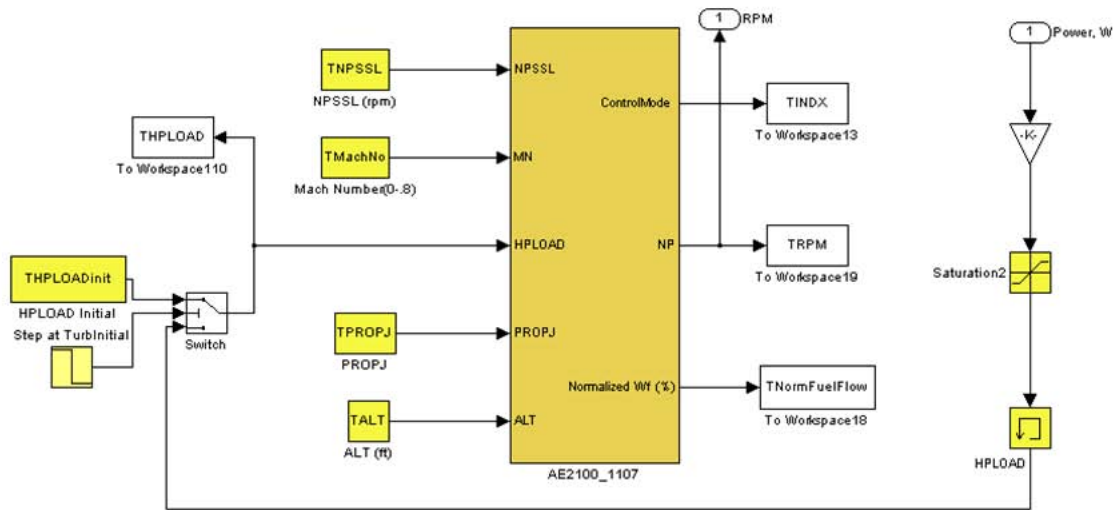 1
RPM
1
Power, W
TNPSSL
NPSSL
NPSSL (rpm)
ControlMode
TINDX
To Workspace13
THPLOAD
To Workspace110
-K-
TMachNo
MN
Mach Number(0-.8)
HPLOAD
NP
TRPM
To Workspace19
THPLOADinit
HPLOAD Initial
Saturation2
Step at TurbInitial
Switch
TPROPJ
PROPJ
PROPJ
Normalized Wf (%)
TNormFuelFlow
To Workspace18
TALT
ALT
ALT (ft)
HPLOAD
AE2100_1107